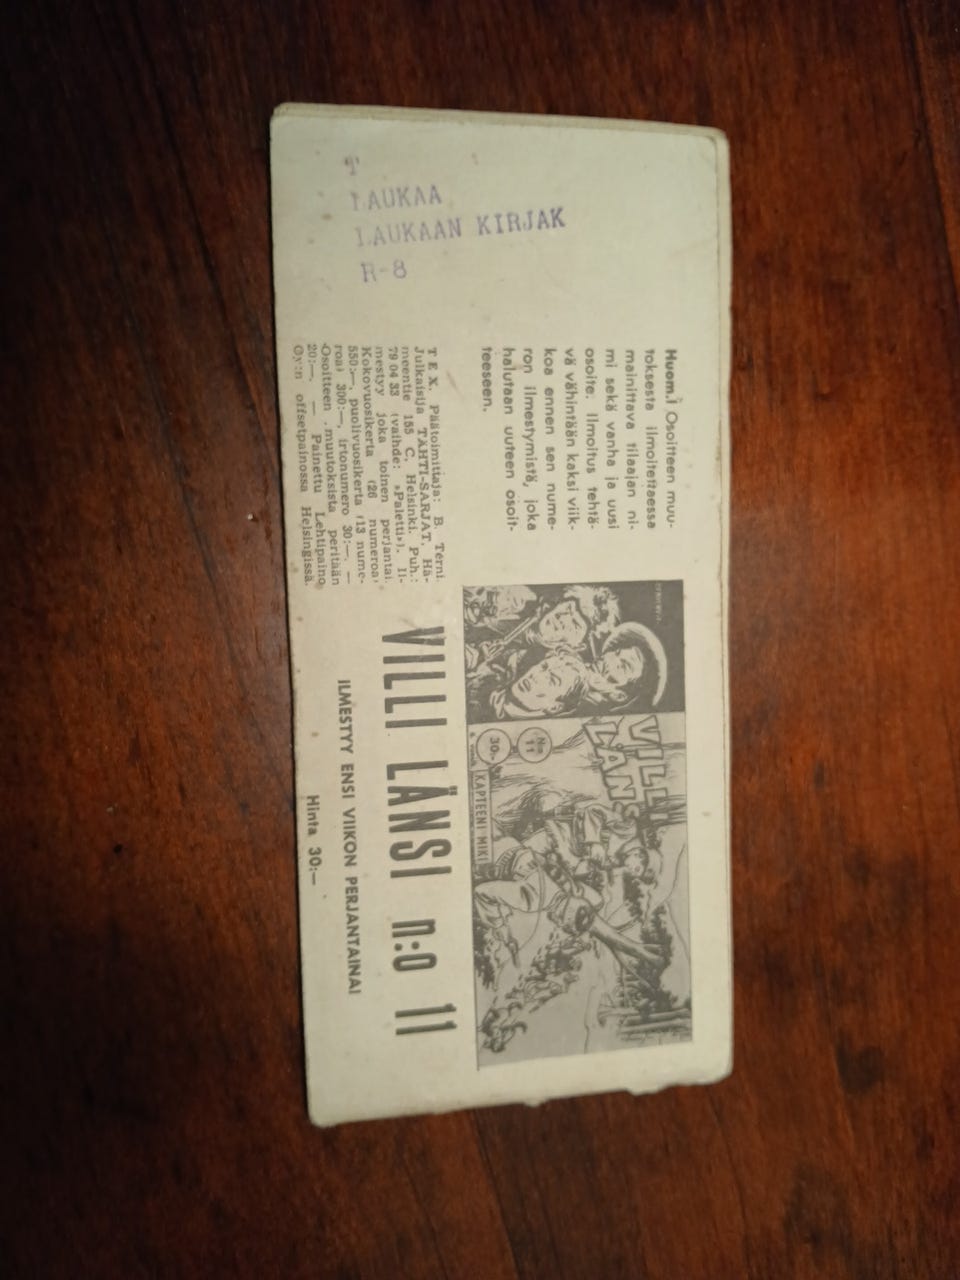 LAUKAA
LAUKAAN KIRJAK
R-8
Huom.! Osoitteen muu-
toksesta ilmoitettaessa
mainittava tilaajan ni-
mi sekä vanha ja uusi
osoite. Ilmoitus tehtä-
vä vähintään kaksi viik-
koa ennen sen nume-
ron ilmestymistä, joka
halutaan uuteen osoit-
teeseen.
TEX. Päätoimittaja: B. Terni.
Julkaisija TÄHTI-SARJAT, Hä-
meentie 155 C, Helsinki. Puh.:
79 04 33 (vaihde: »Paletti»). Il-
mestyy joka toinen perjantai.
Kokovuosikerta (26 numeroa)
550:—, puolivuosikerta (13 nume-
roa) 300:—, irtonumero 30:—. —
Osoitteen muutoksista peritään
20:—. — Painettu Lehtipaino
Oy:n offsetpainossa Helsingissä.
VILLI
LÄNSI
N:o
11
30:-
KAPTEENI MIKI
VILLI LÄNSI n:o 11
ILMESTYY ENSI VIIKON PERJANTAINA!
Hinta 30:—